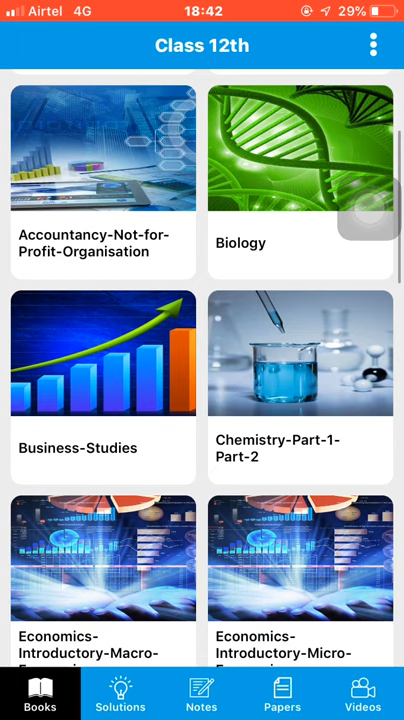 Airtel 4G 18:42 29%
Class 12th
Accountancy-Not-for-
Profit-Organisation
Biology
Business-Studies
Chemistry-Part-1-
Part-2
Economics-
Introductory-Macro-
Economics-
Introductory-Micro-
Books Solutions Notes Papers Videos